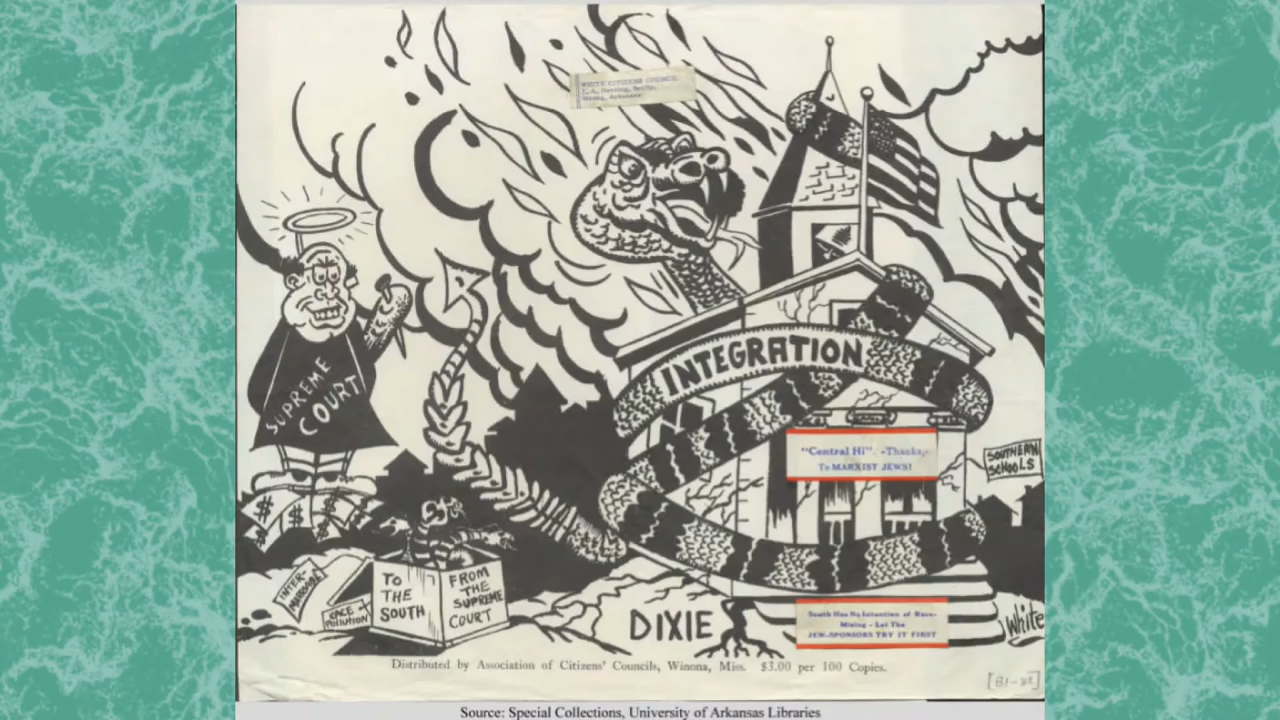 WHITE CITIZENS COUNCIL
SUPREME
COURT
INTEGRATION
"Central Hi". -Thanks,-
To MARXIST JEWS!
SOUTHERN
SCHOOLS
$ $ $
INTER-
MARRIAGE
RACE
POLLUTION
TO
THE
SOUTH
FROM
THE
SUPREME
COURT
DIXIE
South Has No Intention of Race-
Mixing - Let The
JEW-SPONSORS TRY IT FIRST
White
Distributed by Association of Citizens' Councils, Winona, Miss. $3.00 per 100 Copies.
Source: Special Collections, University of Arkansas Libraries